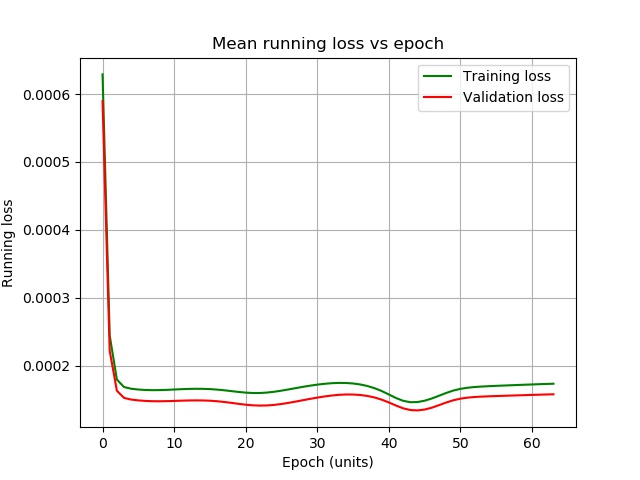 Mean running loss vs epoch
Training loss
Validation loss
0.0006
0.0005
0.0004
0.0003
0.0002
Running loss
0 10 20 30 40 50 60
Epoch (units)